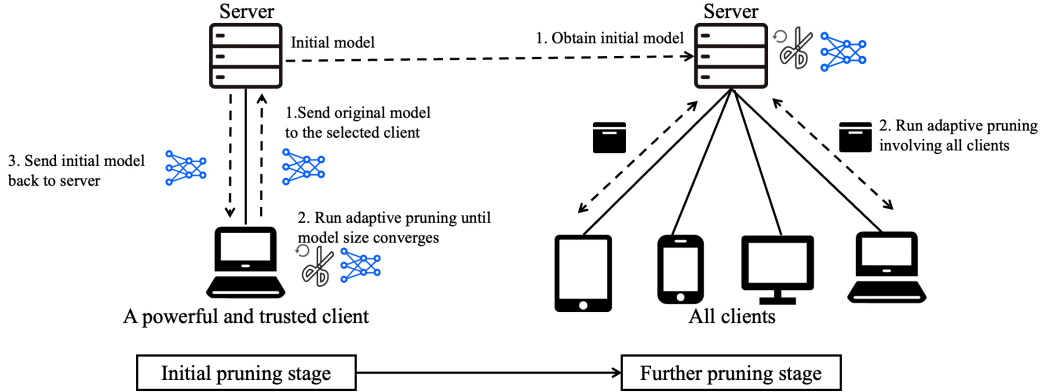 Server
Server
Initial model
1. Obtain initial model
1.Send original model
to the selected client
2. Run adaptive pruning
involving all clients
3. Send initial model
back to server
2. Run adaptive pruning until
model size converges
A powerful and trusted client
All clients
Initial pruning stage
Further pruning stage